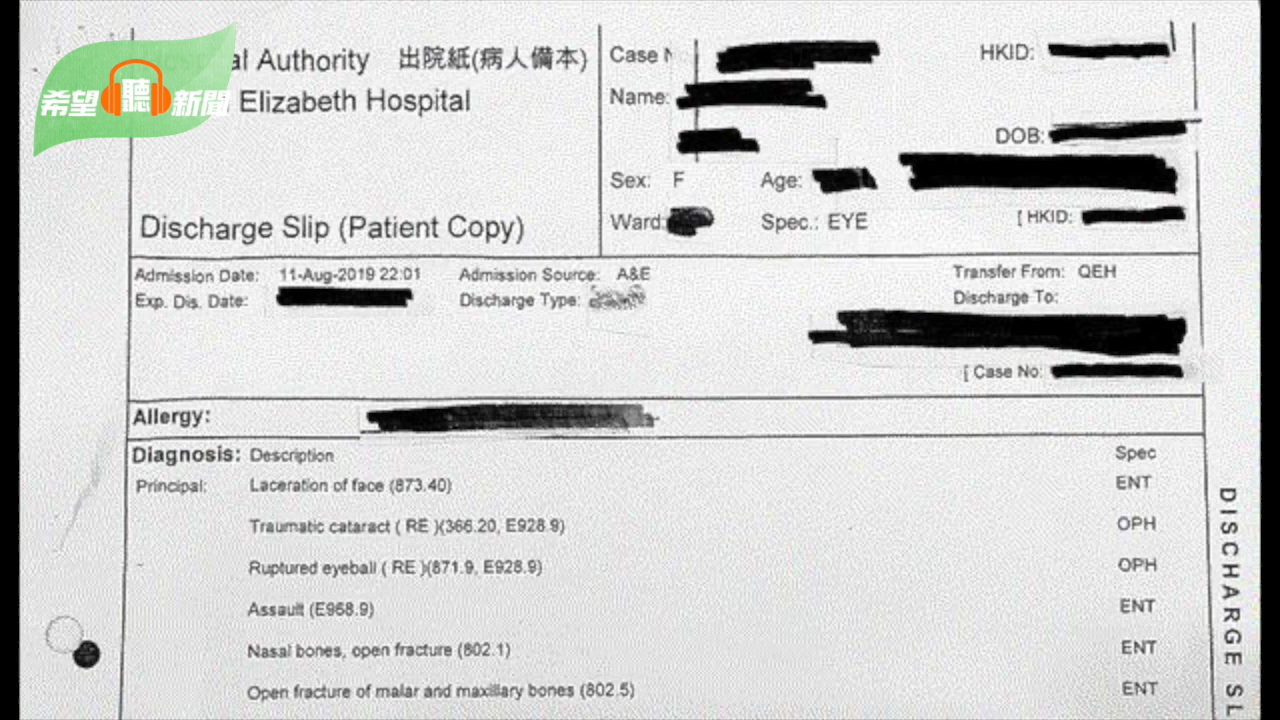 希望聽新聞
al Authority 出院紙(病人備本)
Elizabeth Hospital
Discharge Slip (Patient Copy)
Case N
HKID:
Name:
DOB:
Sex: F Age:
Ward: Spec.: EYE [ HKID:
Admission Date: 11-Aug-2019 22:01 Admission Source: A&E Transfer From: QEH
Exp. Dis. Date: Discharge Type: Discharge To:
[ Case No:
Allergy:
Diagnosis: Description Spec
Principal: Laceration of face (873.40) ENT
Traumatic cataract ( RE )(366.20, E928.9) OPH
Ruptured eyeball ( RE )(871.9, E928.9) OPH
Assault (E968.9) ENT
Nasal bones, open fracture (802.1) ENT
Open fracture of malar and maxillary bones (802.5) ENT
DISCHARGE SL